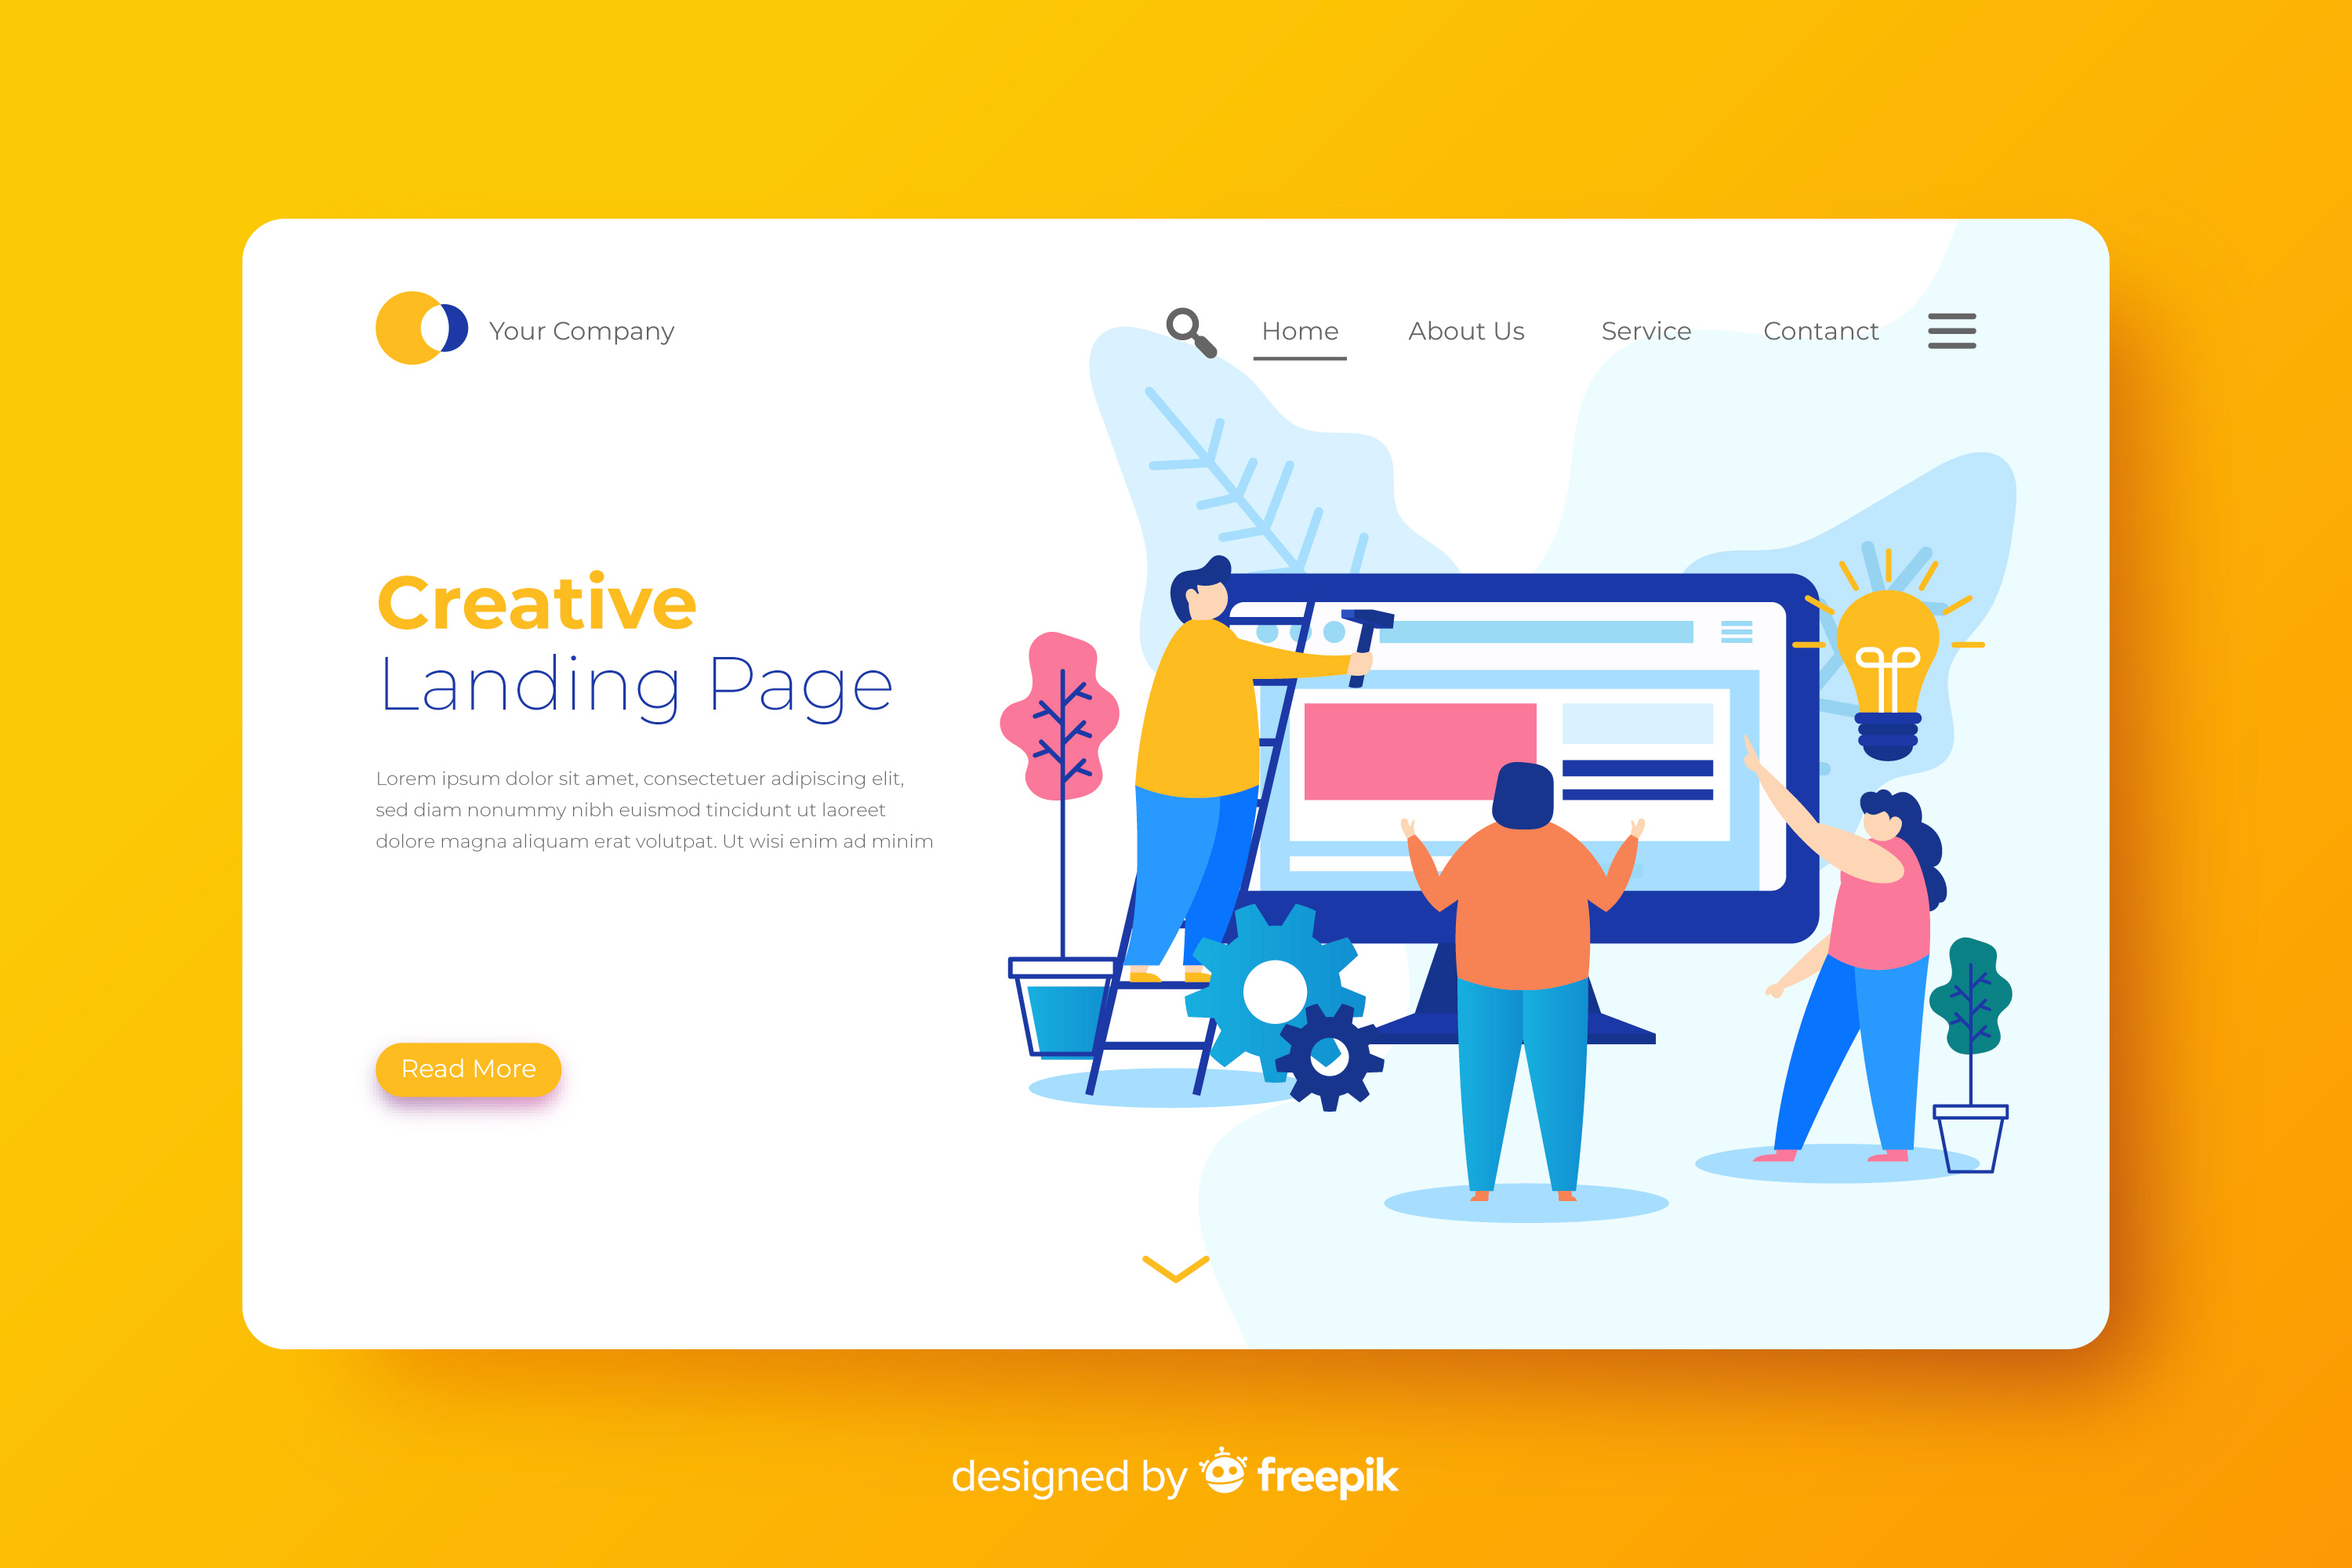 Your Company
Home About Us Service Contanct
Creative
Landing Page
Lorem ipsum dolor sit amet, consectetuer adipiscing elit,
sed diam nonummy nibh euismod tincidunt ut laoreet
dolore magna aliquam erat volutpat. Ut wisi enim ad minim
Read More
designed by freepik